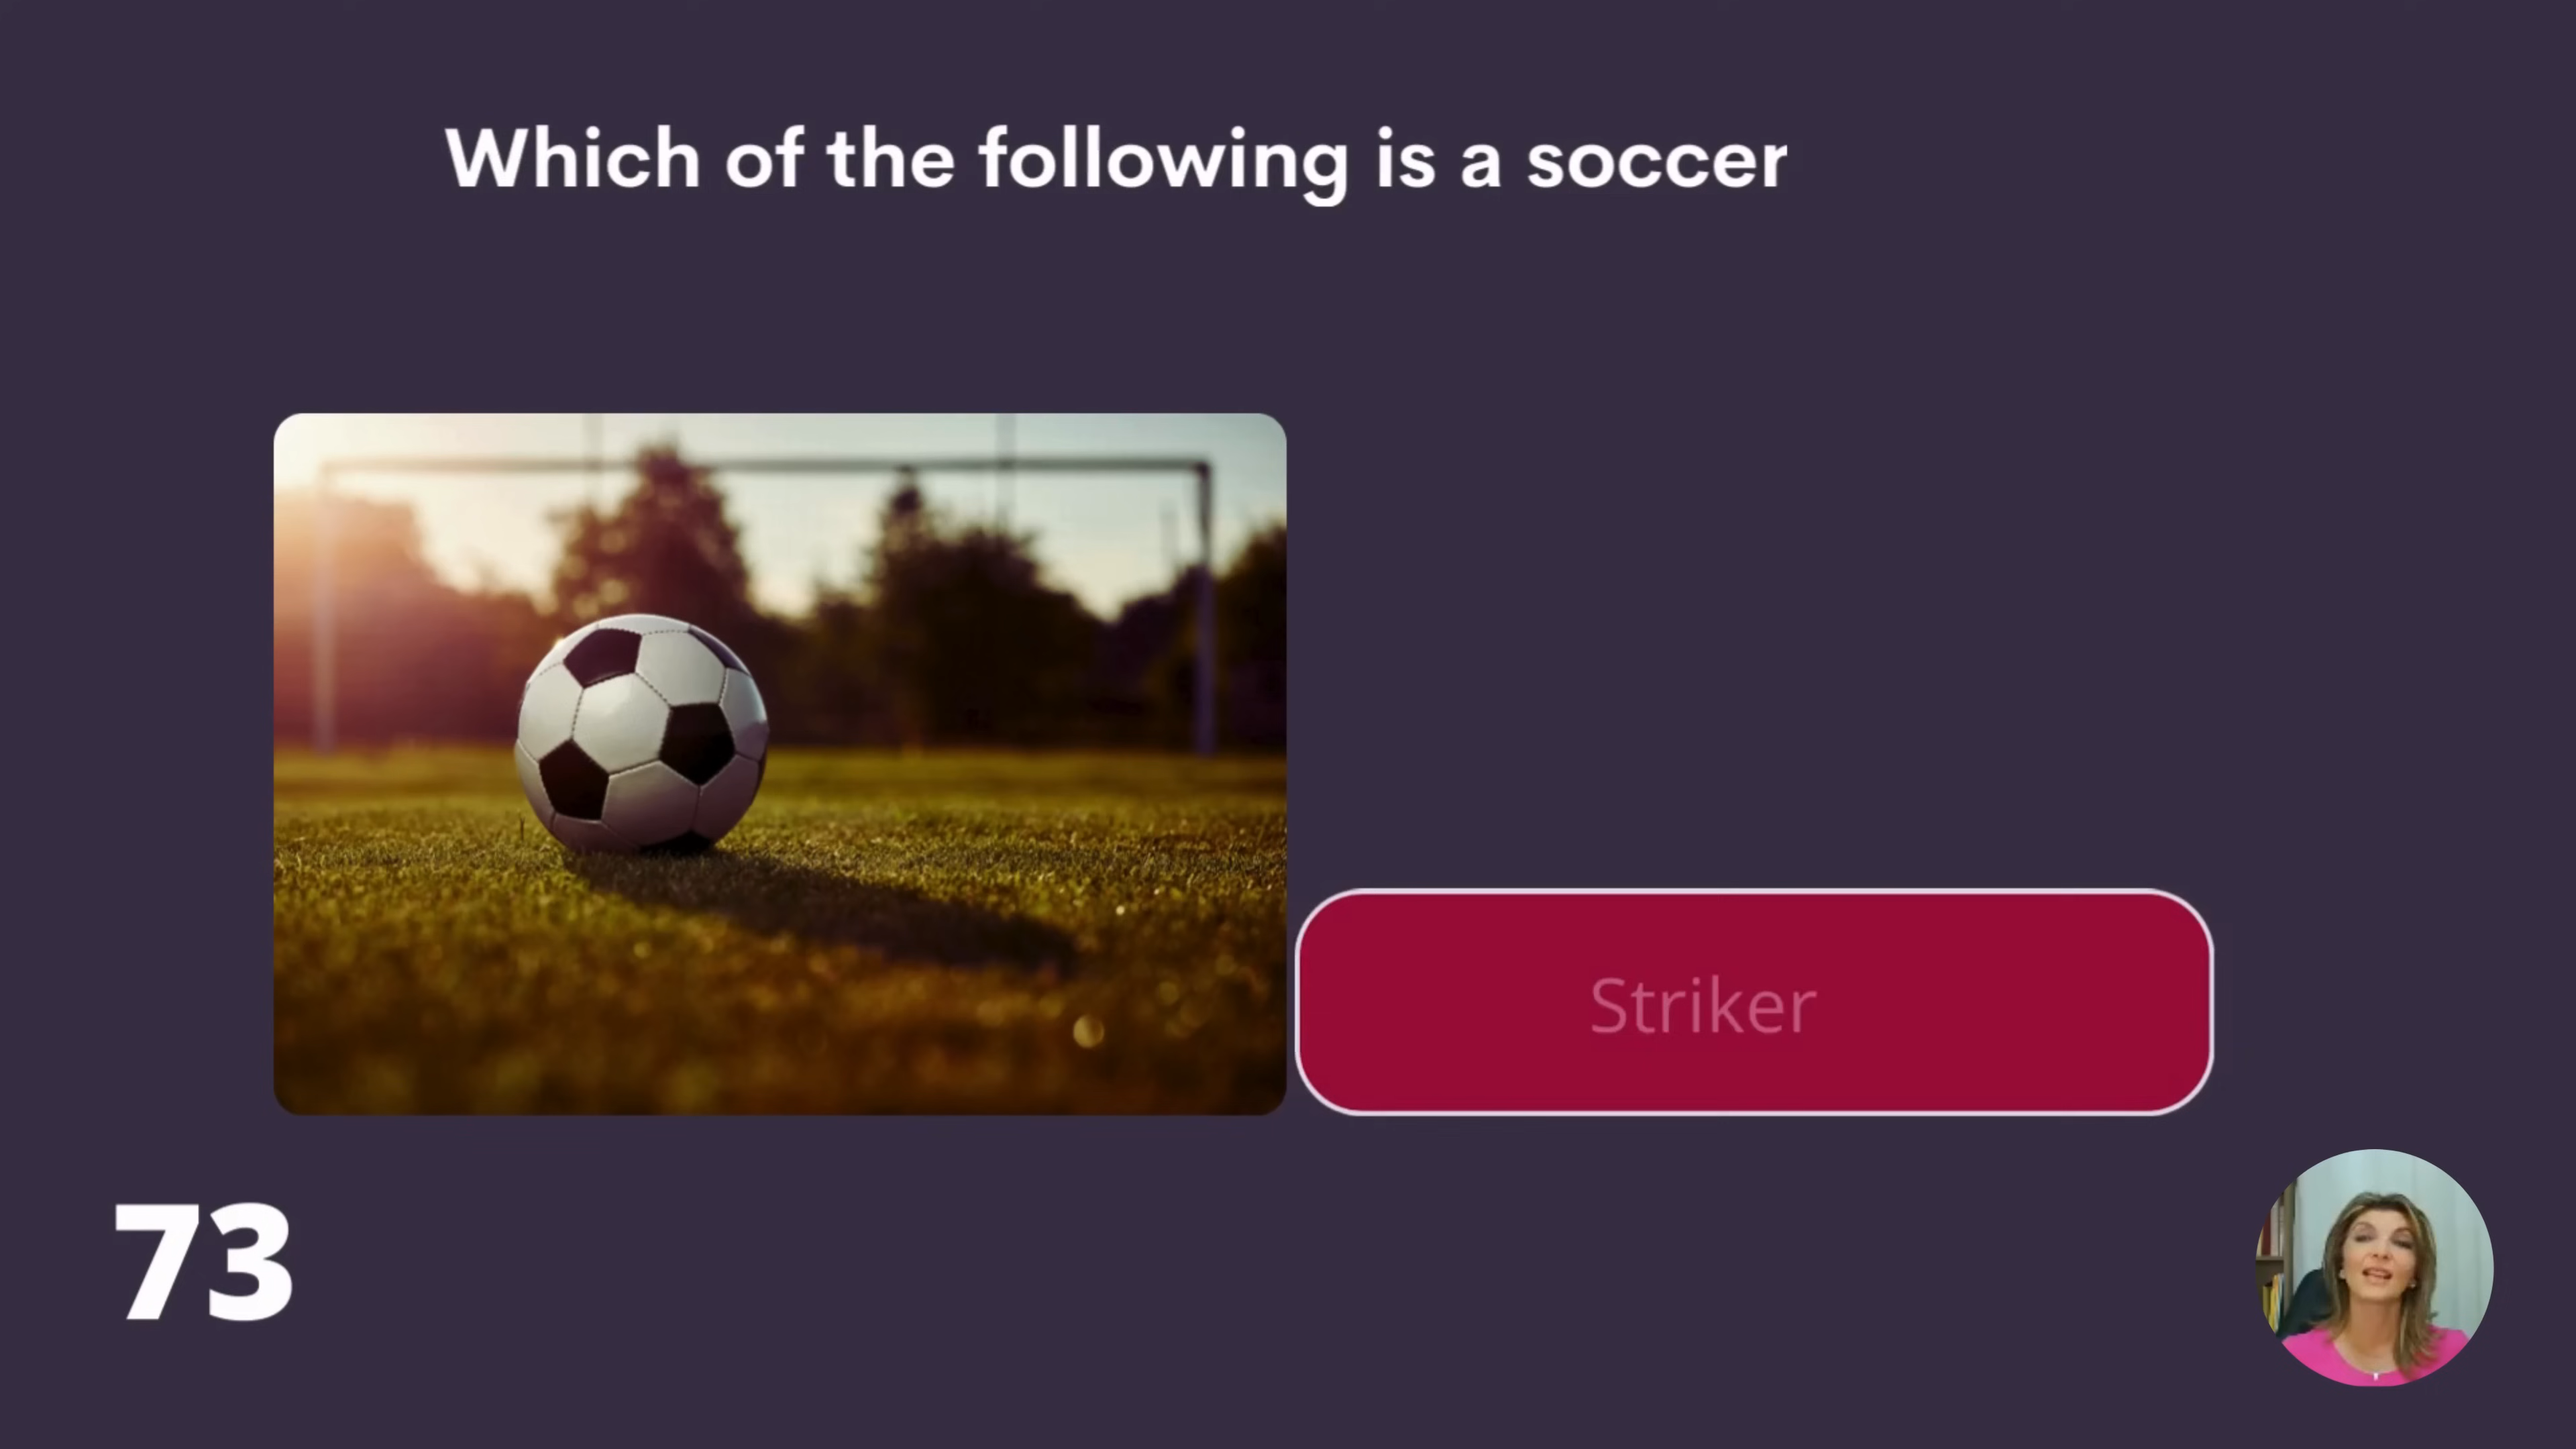 Which of the following is a soccer
Striker
73